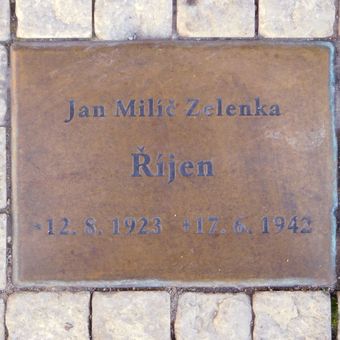 Jan Milíč Zelenka
Říjen
*12. 8. 1923 +17. 6. 1942